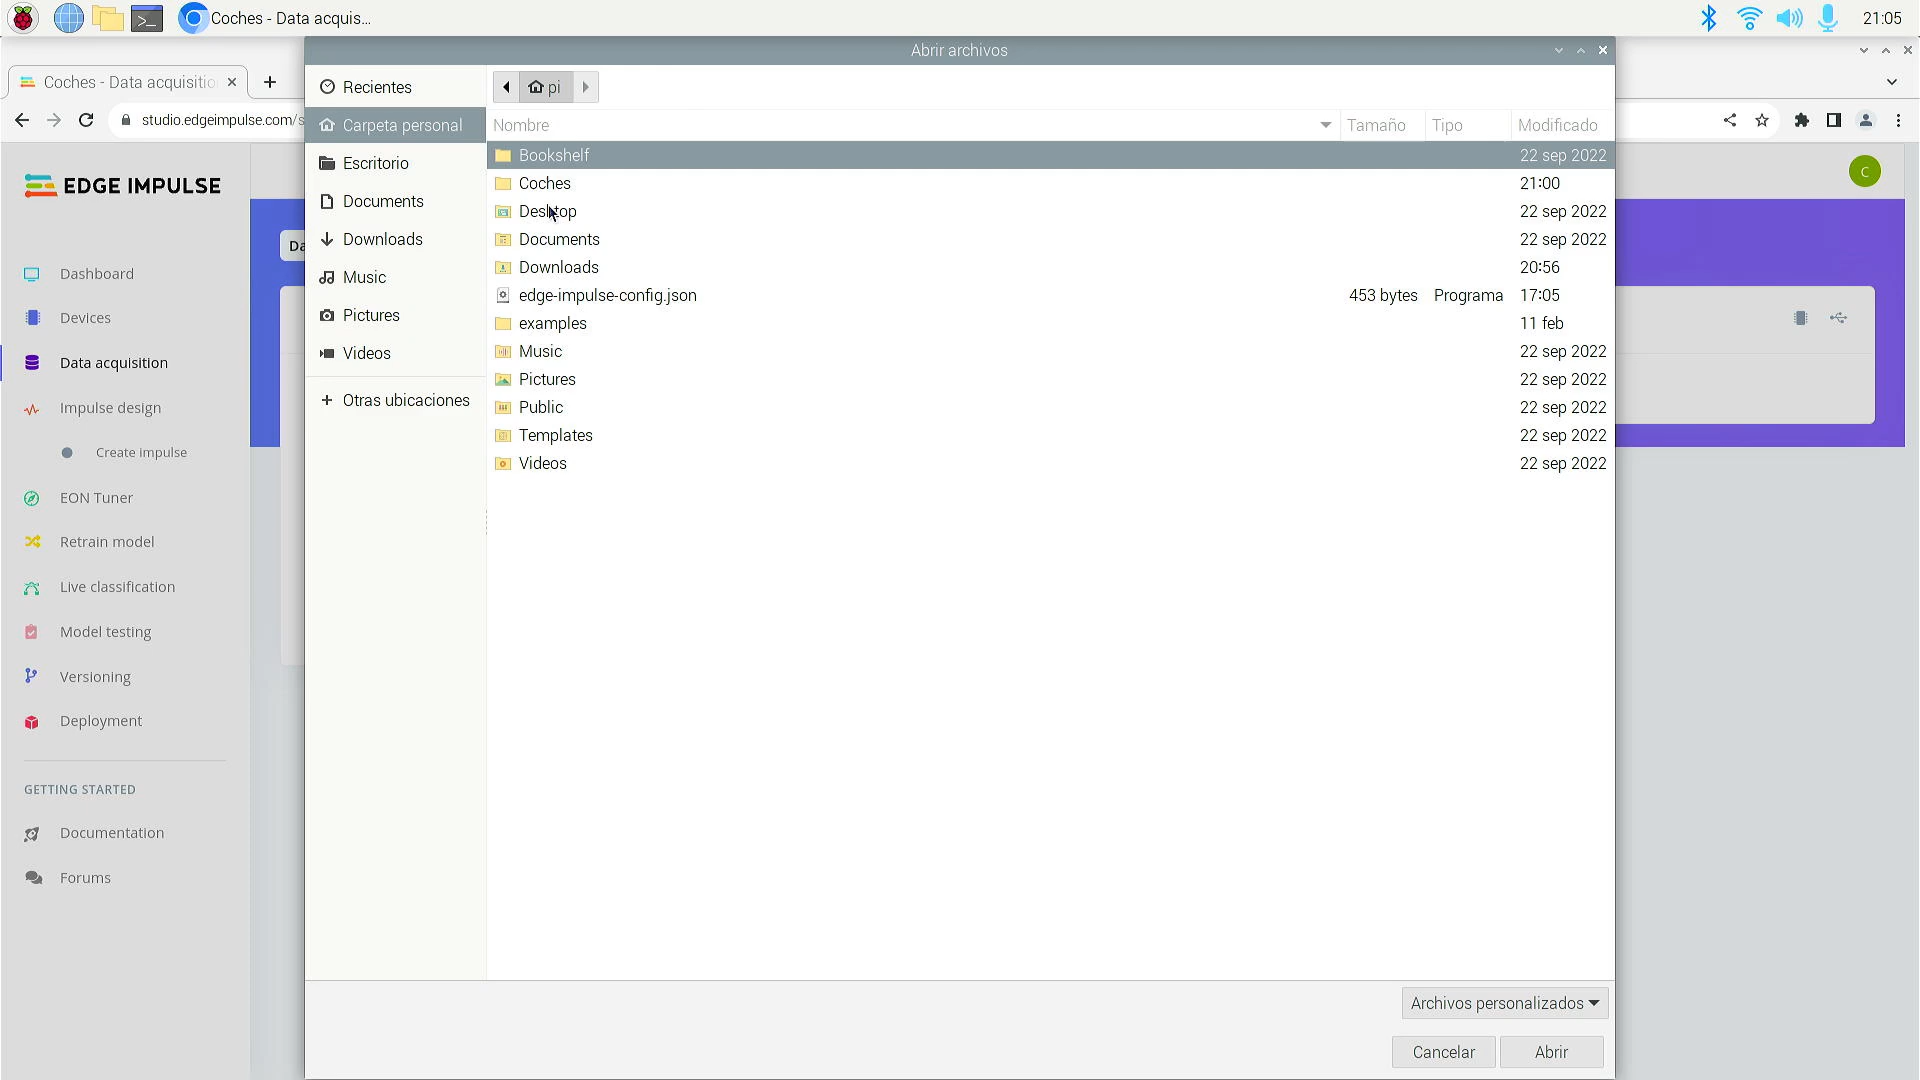 Coches - Data acquis...
21:05
Abrir archivos
Coches - Data acquisitio
studio.edgeimpulse.com/s
EDGE IMPULSE
Dashboard
Devices
Data acquisition
Impulse design
Create impulse
EON Tuner
Retrain model
Live classification
Model testing
Versioning
Deployment
GETTING STARTED
Documentation
Forums
Da
C
Recientes
Carpeta personal
Escritorio
Documents
Downloads
Music
Pictures
Videos
+ Otras ubicaciones
pi
Nombre Tamaño Tipo Modificado
Bookshelf 22 sep 2022
Coches 21:00
Desktop 22 sep 2022
Documents 22 sep 2022
Downloads 20:56
edge-impulse-config.json 453 bytes Programa 17:05
examples 11 feb
Music 22 sep 2022
Pictures 22 sep 2022
Public 22 sep 2022
Templates 22 sep 2022
Videos 22 sep 2022
Archivos personalizados
Cancelar
Abrir